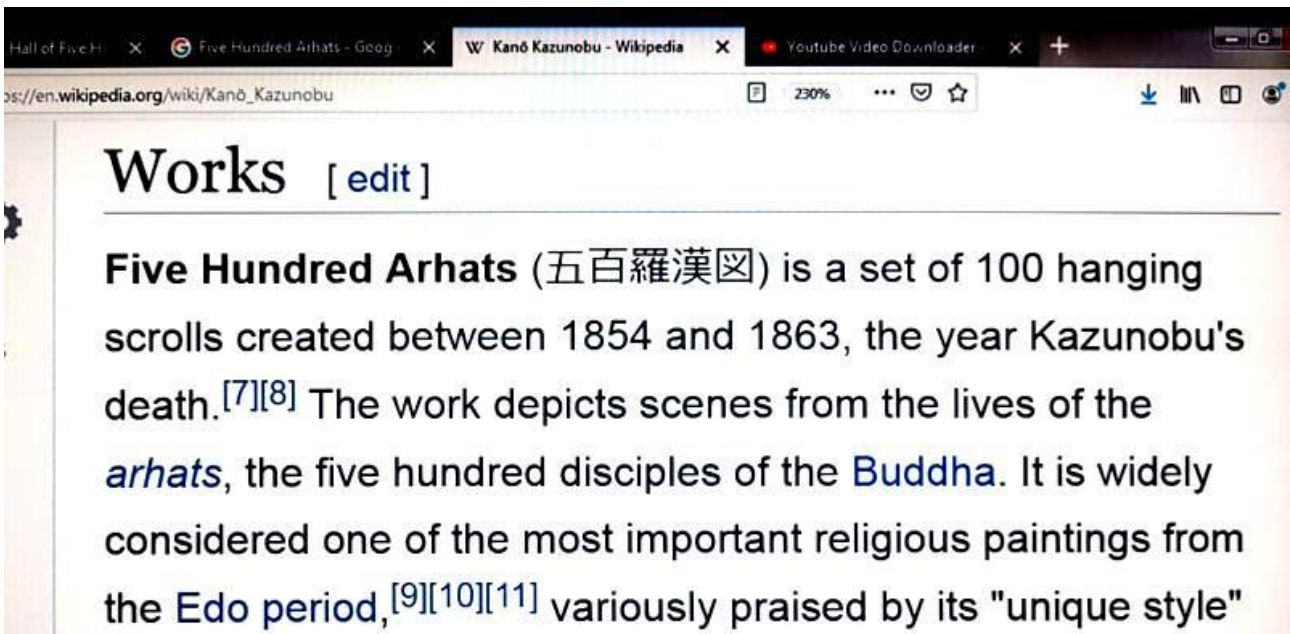 Hall of Five H
Five Hundred Arhats - Goog
W Kanō Kazunobu - Wikipedia
Youtube Video Downloader -
ps://en.wikipedia.org/wiki/Kanō_Kazunobu
230%
Works [ edit ]
Five Hundred Arhats (五百羅漢図) is a set of 100 hanging
scrolls created between 1854 and 1863, the year Kazunobu's
death.[7][8] The work depicts scenes from the lives of the
arhats, the five hundred disciples of the Buddha. It is widely
considered one of the most important religious paintings from
the Edo period,[9][10][11] variously praised by its "unique style"